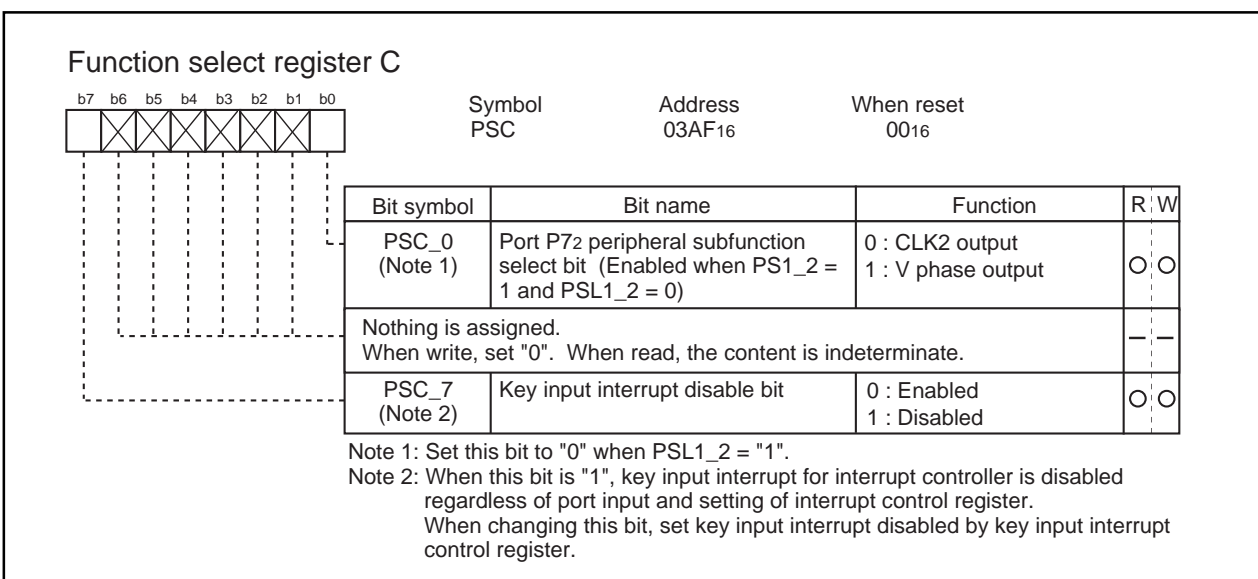 Function select register C
b7 b6 b5 b4 b3 b2 b1 b0
Symbol Address When reset
PSC 03AF16 0016
Bit symbol Bit name Function R W
PSC_0 Port P72 peripheral subfunction 0 : CLK2 output
(Note 1) select bit (Enabled when PS1_2 = 1 : V phase output
1 and PSL1_2 = 0)
Nothing is assigned.
When write, set "0". When read, the content is indeterminate.
PSC_7 Key input interrupt disable bit 0 : Enabled
(Note 2) 1 : Disabled
Note 1: Set this bit to "0" when PSL1_2 = "1".
Note 2: When this bit is "1", key input interrupt for interrupt controller is disabled
regardless of port input and setting of interrupt control register.
When changing this bit, set key input interrupt disabled by key input interrupt
control register.